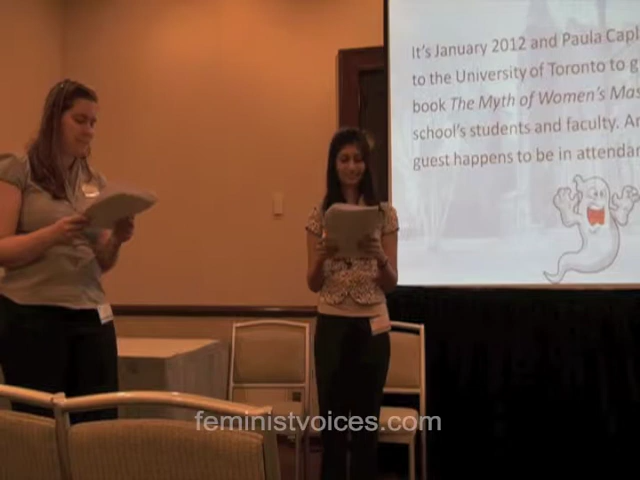 It's January 2012 and Paula Capl
to the University of Toronto to g
book The Myth of Women's Mas
school's students and faculty. An
guest happens to be in attendan
feministvoices.com